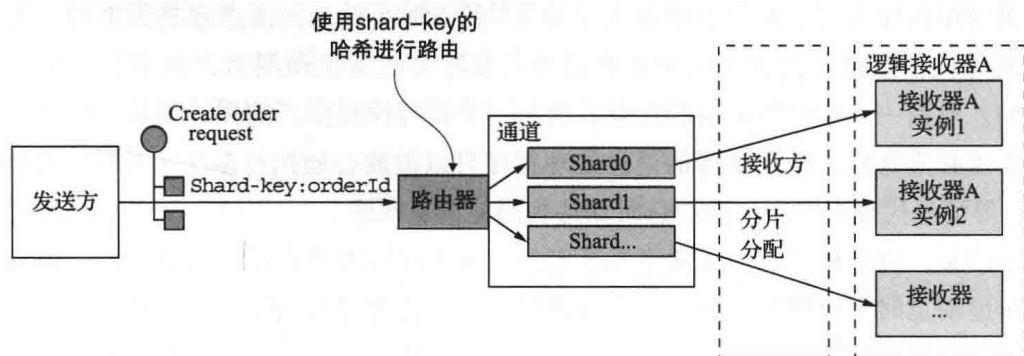 使用shard-key的
哈希进行路由
Create order
request
发送方
Shard-key:orderId
路由器
通道
Shard0
Shard1
Shard...
接收方
分片
分配
逻辑接收器A
接收器A
实例1
接收器A
实例2
接收器
...